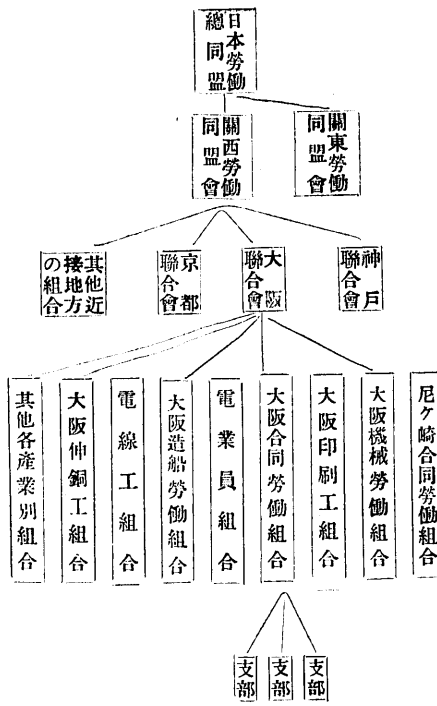 日本勞働
總同盟
關東勞働
同盟會
關西勞働
同盟會
神戸
聯合會
大阪
聯合會
京都
聯合會
其他近
接地方
の組合
尼ケ崎合同勞働組合
大阪機械勞働組合
大阪印刷工組合
大阪合同勞働組合
電業員組合
大阪造船勞働組合
電線工組合
大阪伸銅工組合
其他各產業別組合
支部
支部
支部